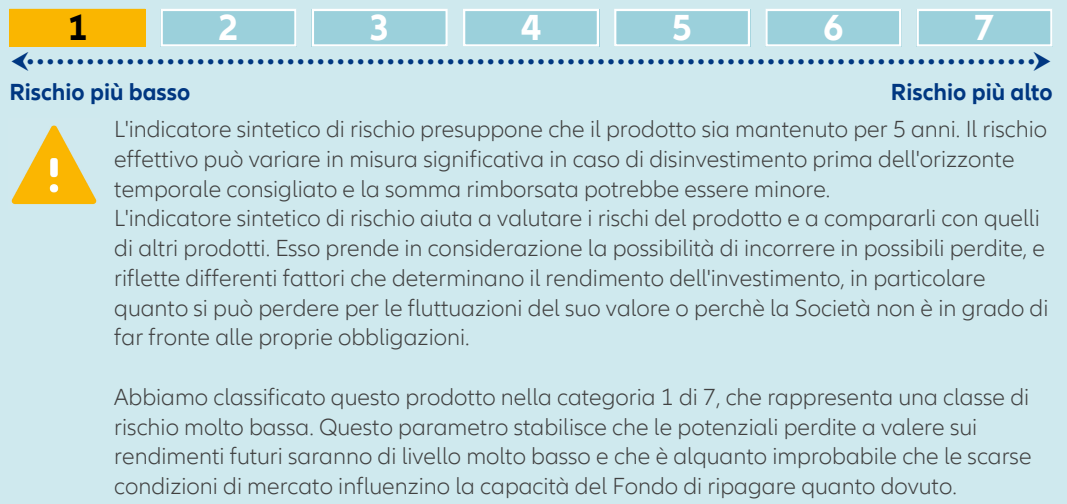 1 2 3 4 5 6 7
Rischio più basso Rischio più alto
L'indicatore sintetico di rischio presuppone che il prodotto sia mantenuto per 5 anni. Il rischio
effettivo può variare in misura significativa in caso di disinvestimento prima dell'orizzonte
temporale consigliato e la somma rimborsata potrebbe essere minore.
L'indicatore sintetico di rischio aiuta a valutare i rischi del prodotto e a compararli con quelli
di altri prodotti. Esso prende in considerazione la possibilità di incorrere in possibili perdite, e
riflette differenti fattori che determinano il rendimento dell'investimento, in particolare
quanto si può perdere per le fluttuazioni del suo valore o perchè la Società non è in grado di
far fronte alle proprie obbligazioni.
Abbiamo classificato questo prodotto nella categoria 1 di 7, che rappresenta una classe di
rischio molto bassa. Questo parametro stabilisce che le potenziali perdite a valere sui
rendimenti futuri saranno di livello molto basso e che è alquanto improbabile che le scarse
condizioni di mercato influenzino la capacità del Fondo di ripagare quanto dovuto.